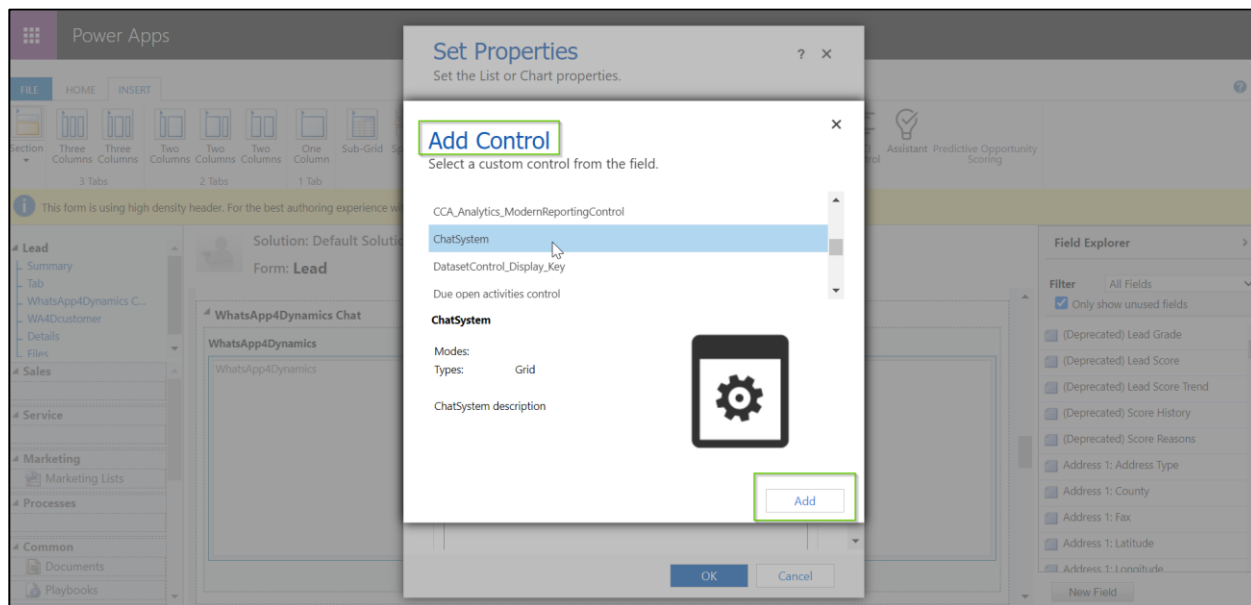 Power Apps
Set Properties
? ×
Set the List or Chart properties.
FILE HOME INSERT
Add Control
Select a custom control from the field.
Section
Three Columns
Three Columns
Two Columns
Two Columns
Two Columns
One Column
Sub-Grid
Assistant
Predictive Opportunity Scoring
3 Tabs
2 Tabs
1 Tab
This form is using high density header. For the best authoring experience
CCA_Analytics_ModernReportingControl
ChatSystem
DatasetControl_Display_Key
Due open activities control
ChatSystem
Modes:
Types: Grid
ChatSystem description
Add
OK
Cancel
Lead
Summary
Tab
WhatsApp4Dynamics C...
WA4Dcustomer
Details
Files
Sales
Service
Marketing
Marketing Lists
Processes
Common
Documents
Playbooks
Solution: Default
Form: Lead
WhatsApp4Dynamics Chat
WhatsApp4Dynamics
WhatsApp4Dynamics
Field Explorer
Filter All Fields
Only show unused fields
(Deprecated) Lead Grade
(Deprecated) Lead Score
(Deprecated) Lead Score Trend
(Deprecated) Score History
(Deprecated) Score Reasons
Address 1: Address Type
Address 1: County
Address 1: Fax
Address 1: Latitude
Address 1: Longitude
New Field